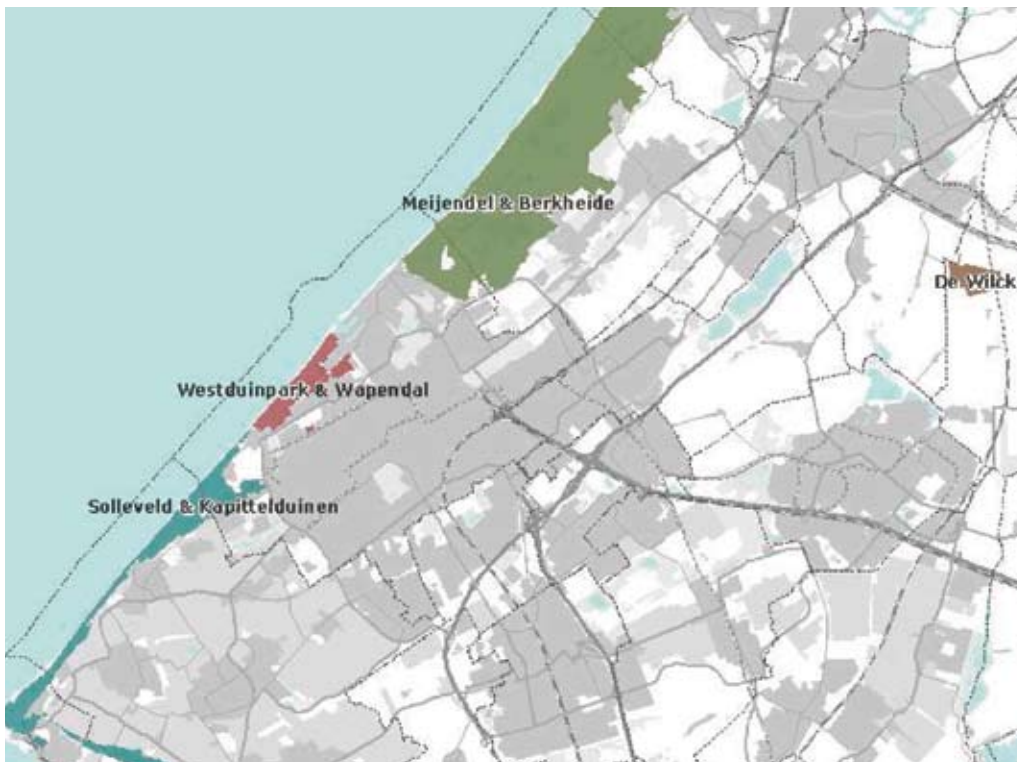 Meijendel & Berkheide
De Wilck
Westduinpark & Wapendal
Solleveld & Kapittelduinen